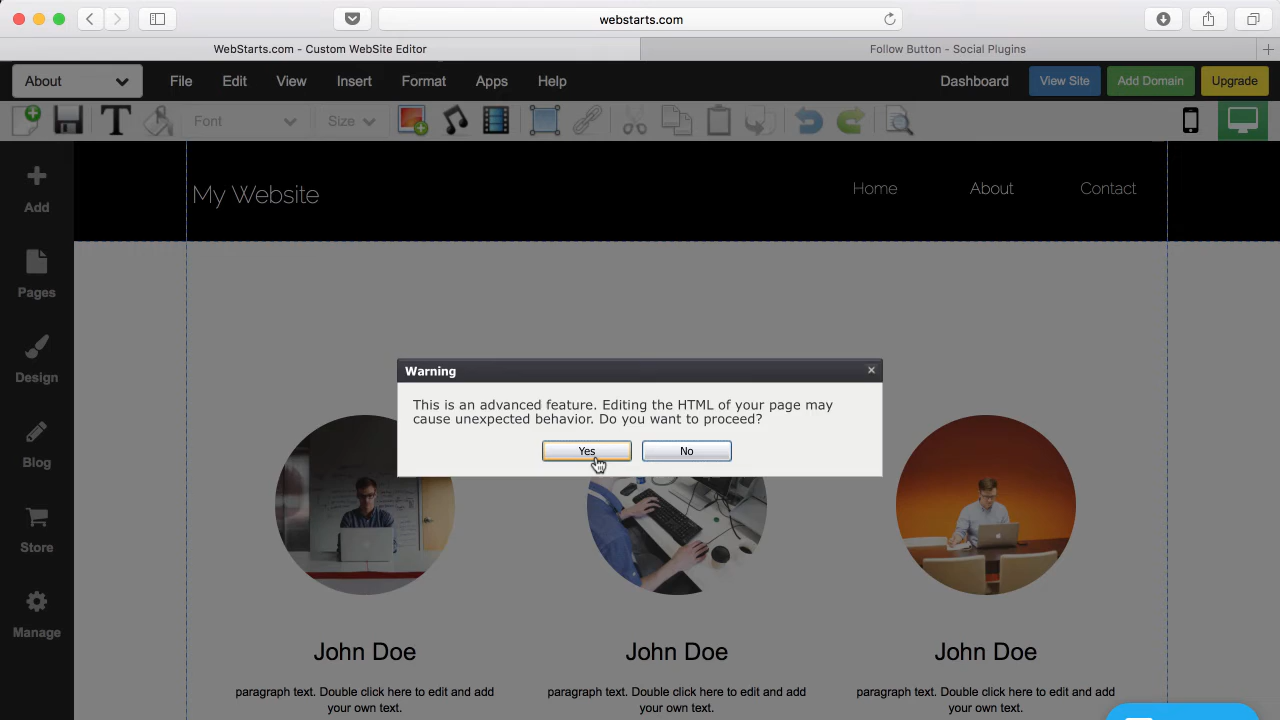 webstarts.com
WebStarts.com - Custom WebSite Editor
Follow Button - Social Plugins
About
File
Edit
View
Insert
Format
Apps
Help
Dashboard
View Site
Add Domain
Upgrade
T
Font
Size
Add
Pages
Design
Blog
Store
Manage
My Website
Home
About
Contact
Warning
This is an advanced feature. Editing the HTML of your page may
cause unexpected behavior. Do you want to proceed?
Yes
No
John Doe
John Doe
John Doe
paragraph text. Double click here to edit and add
your own text.
paragraph text. Double click here to edit and add
your own text.
paragraph text. Double click here to edit and add
your own text.